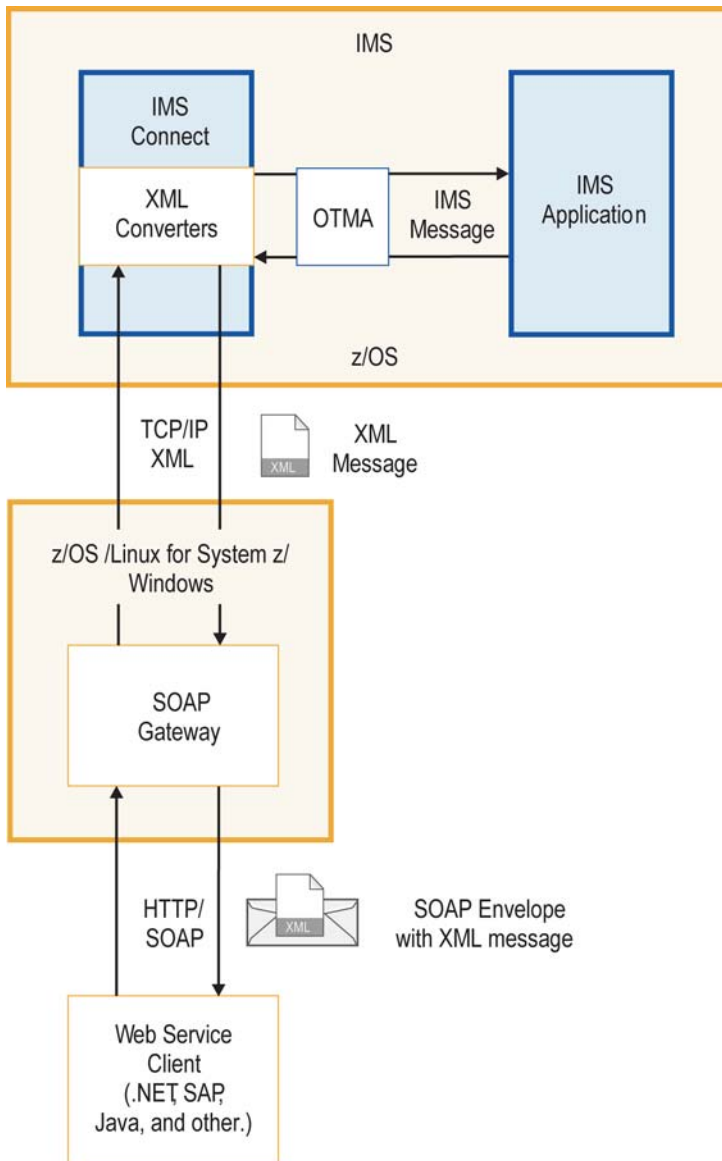 IMS
IMS
Connect
XML
Converters
OTMA
IMS
Message
IMS
Application
z/OS
TCP/IP
XML
XML
XML
Message
z/OS /Linux for System z/
Windows
SOAP
Gateway
HTTP/
SOAP
XML
SOAP Envelope
with XML message
Web Service
Client
(.NET, SAP,
Java, and other.)